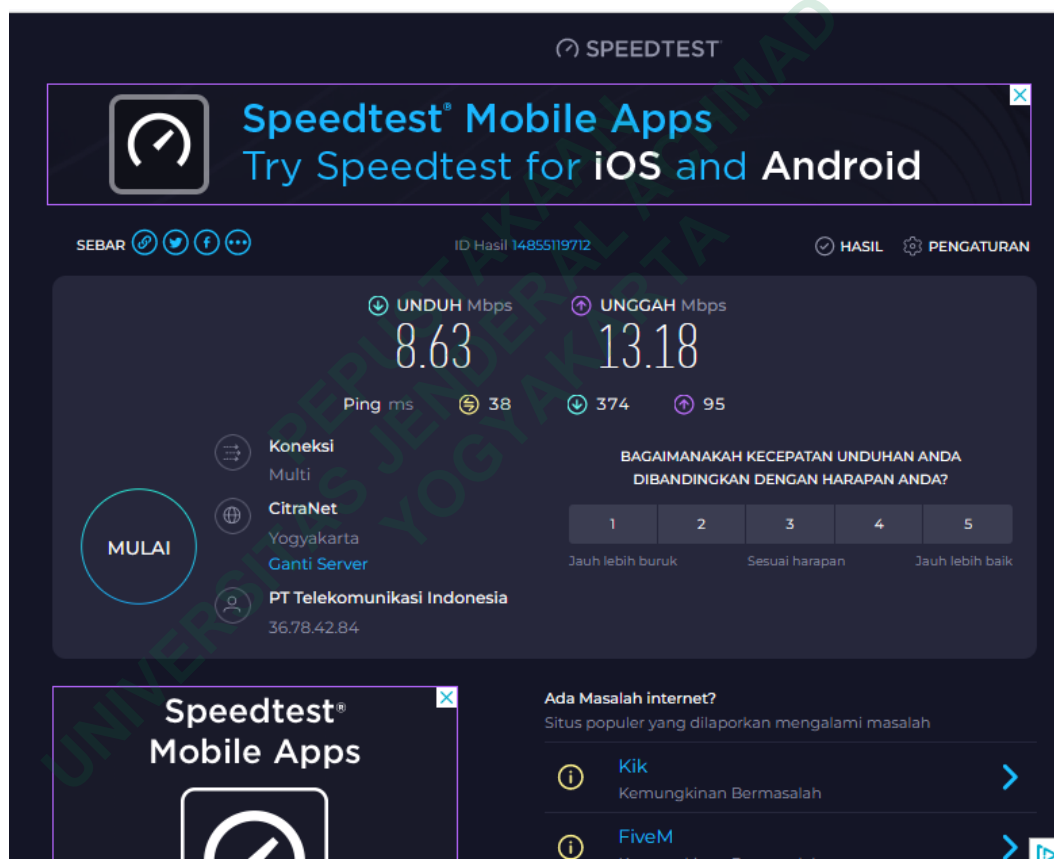 SPEEDTEST
Speedtest® Mobile Apps
Try Speedtest for iOS and Android
SEBAR
ID Hasil 14855119712
HASIL
PENGATURAN
UNDUH Mbps
UNGGAH Mbps
8.63
13.18
Ping ms 38 374 95
Koneksi
Multi
CitraNet
Yogyakarta
Ganti Server
PT Telekomunikasi Indonesia
36.78.42.84
MULAI
BAGAIMANAKAH KECEPATAN UNDUHAN ANDA
DIBANDINGKAN DENGAN HARAPAN ANDA?
1 2 3 4 5
Jauh lebih buruk Sesuai harapan Jauh lebih baik
Speedtest®
Mobile Apps
Ada Masalah internet?
Situs populer yang dilaporkan mengalami masalah
Kik
Kemungkinan Bermasalah
FiveM
PERPUSTAKAAN
UNIVERSITAS JENDERAL ACHMAD
YOGYAKARTA